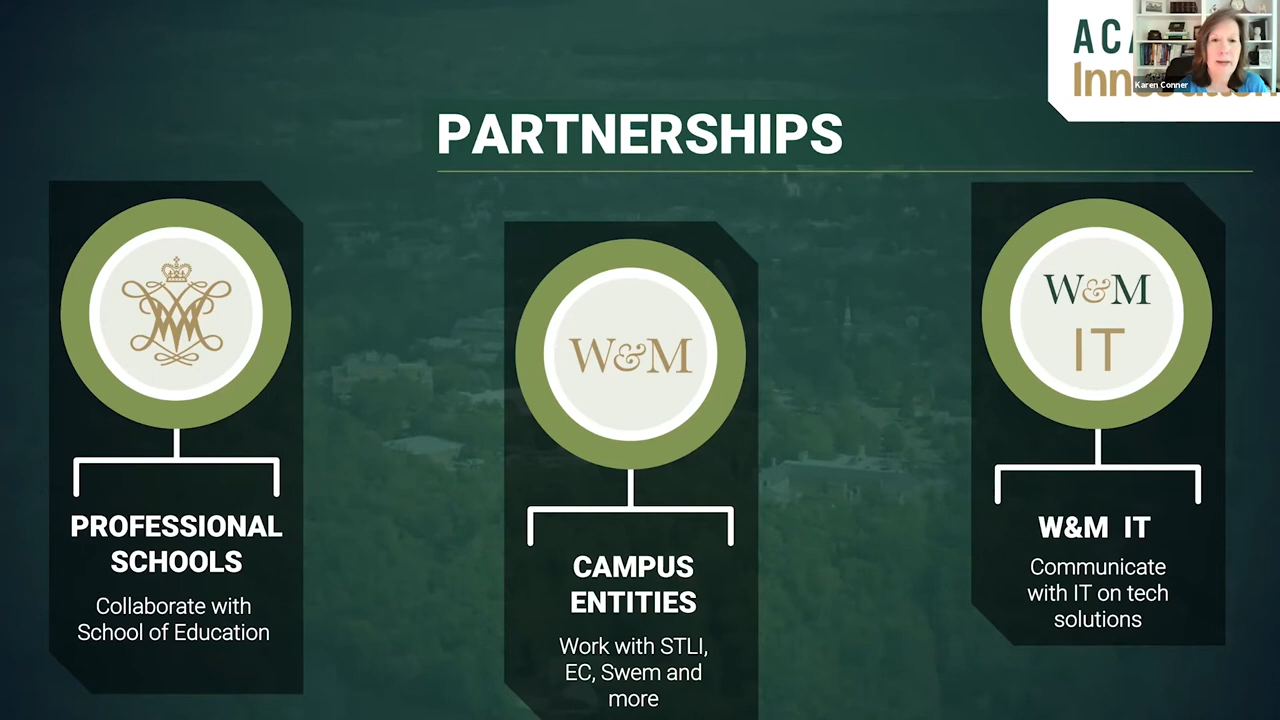 Karen Conner
PARTNERSHIPS
W&M
W&M
IT
PROFESSIONAL
SCHOOLS
Collaborate with
School of Education
CAMPUS
ENTITIES
Work with STLI,
EC, Swem and
more
W&M IT
Communicate
with IT on tech
solutions